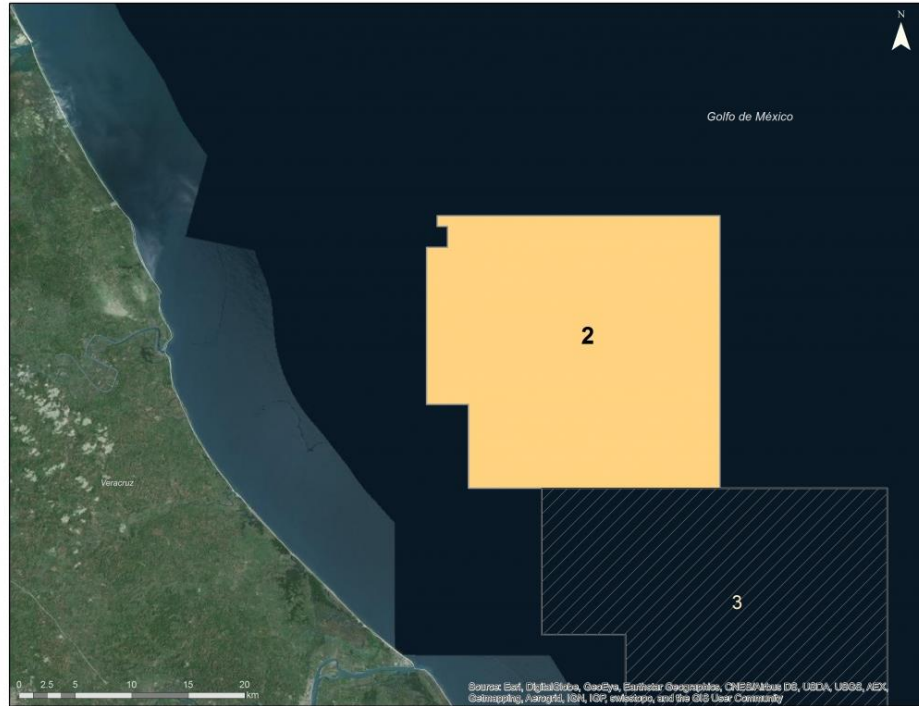 N
Golfo de México
2
Veracruz
3
0 2.5 5 10 15 20
km
Source: Esri, DigitalGlobe, GeoEye, Earthstar Geographics, CNES/Airbus DS, USDA, USGS, AEX,
Getmapping, Aerogrid, IGN, IGP, swisstopo, and the GIS User Community